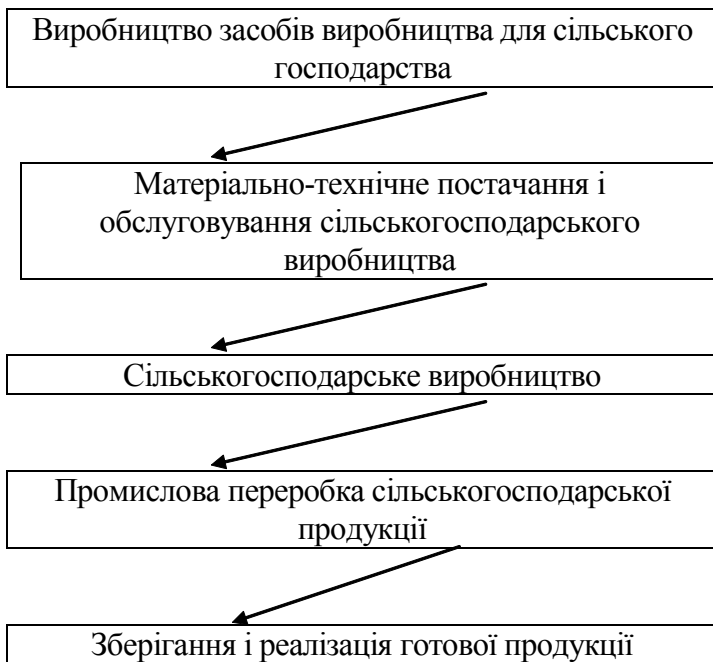 Виробництво засобів виробництва для сільського
господарства
Матеріально-технічне постачання і
обслуговування сільськогосподарського
виробництва
Сільськогосподарське виробництво
Промислова переробка сільськогосподарської
продукції
Зберігання і реалізація готової продукції